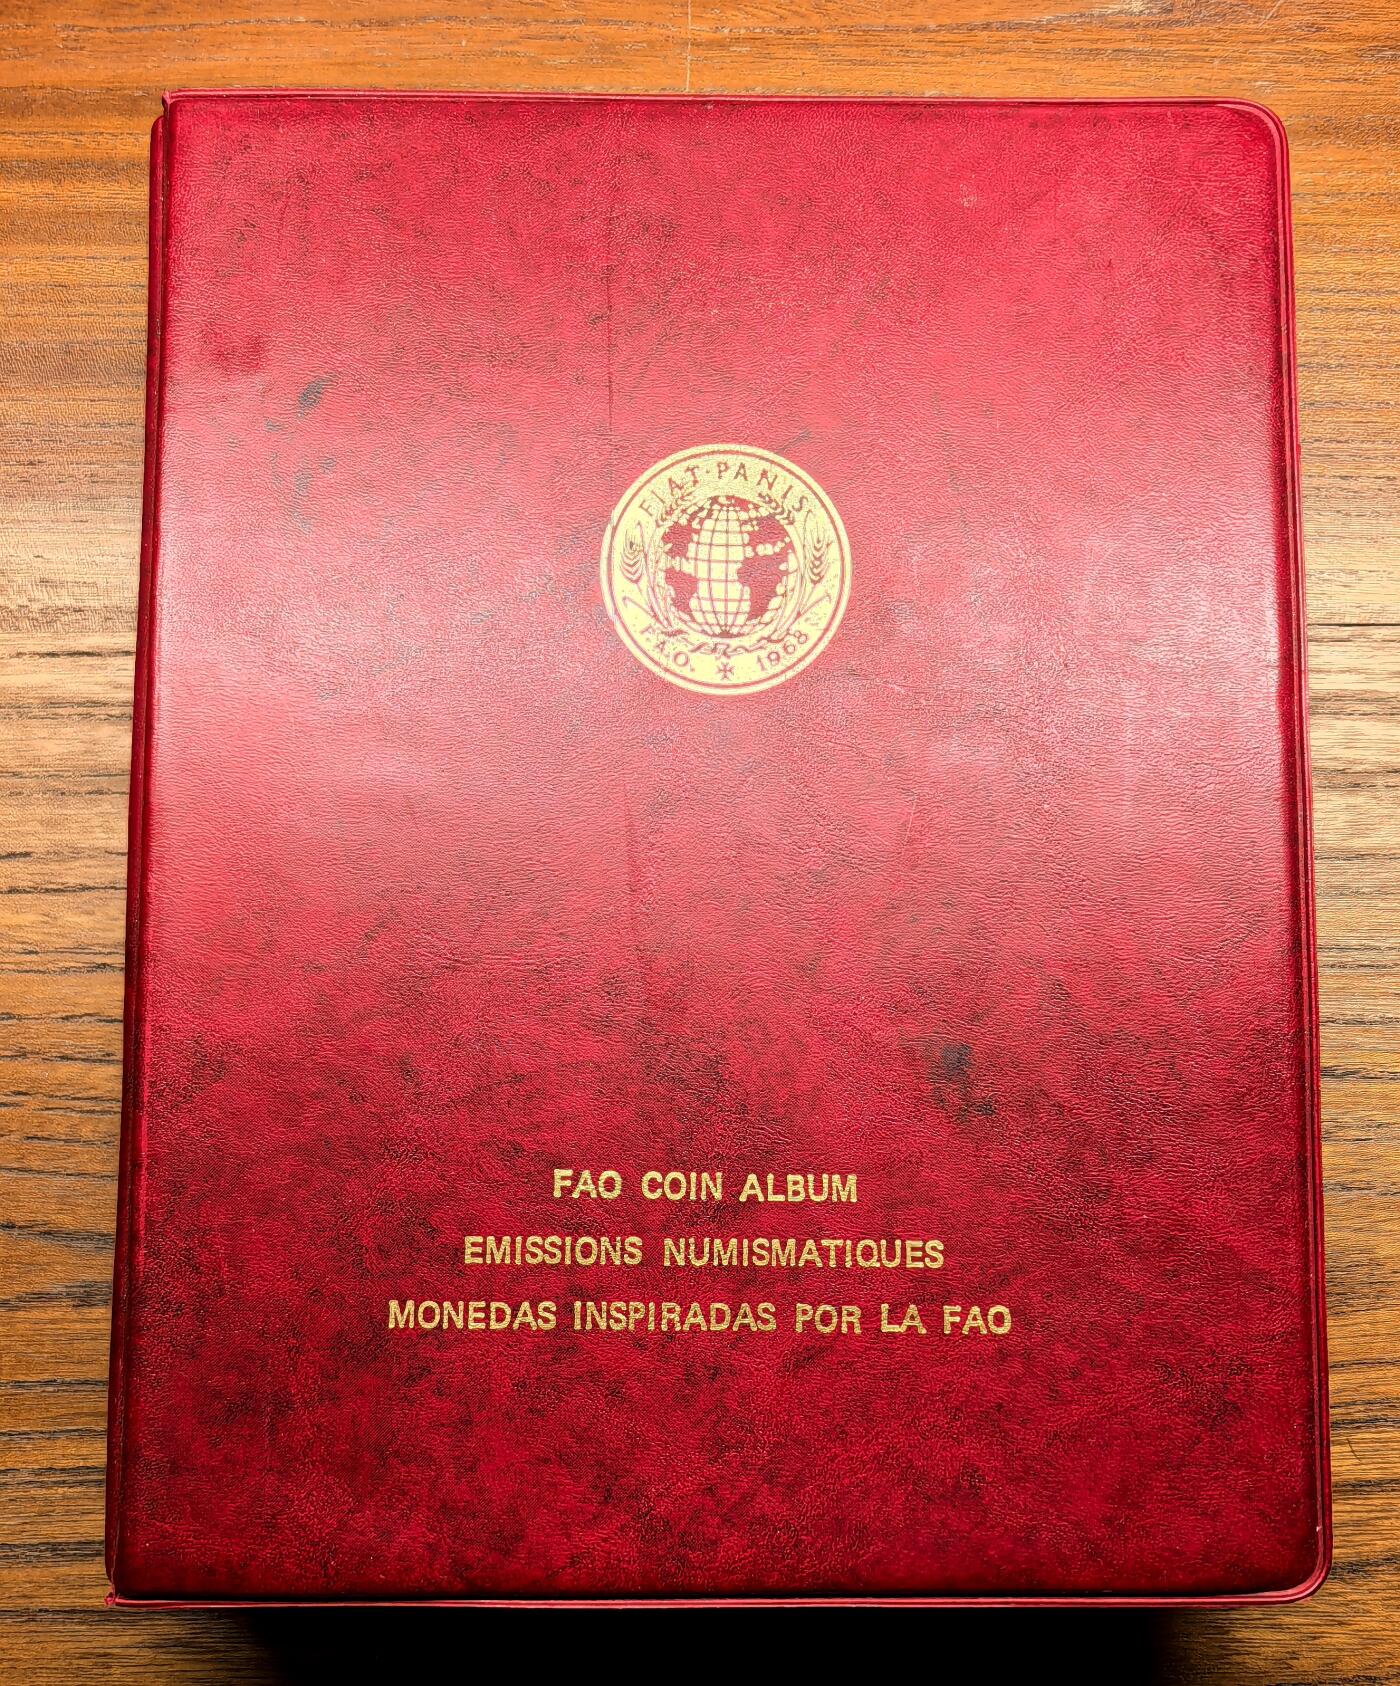 FIAT · PANIS
F.A.O. 1968
FAO COIN ALBUM
EMISSIONS NUMISMATIQUES
MONEDAS INSPIRADAS POR LA FAO